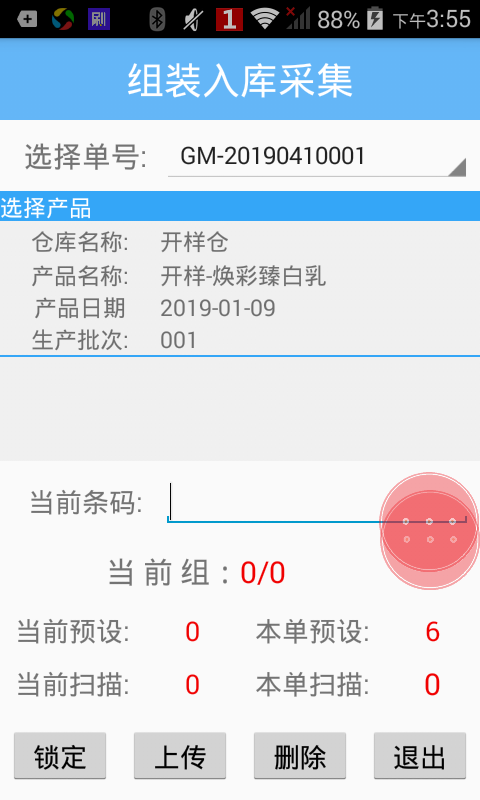 刷 1 88% 下午3:55
组装入库采集
选择单号: GM-20190410001
选择产品
仓库名称: 开样仓
产品名称: 开样-焕彩臻白乳
产品日期 2019-01-09
生产批次: 001
当前条码:
当前组: 0/0
当前预设: 0 本单预设: 6
当前扫描: 0 本单扫描: 0
锁定 上传 删除 退出